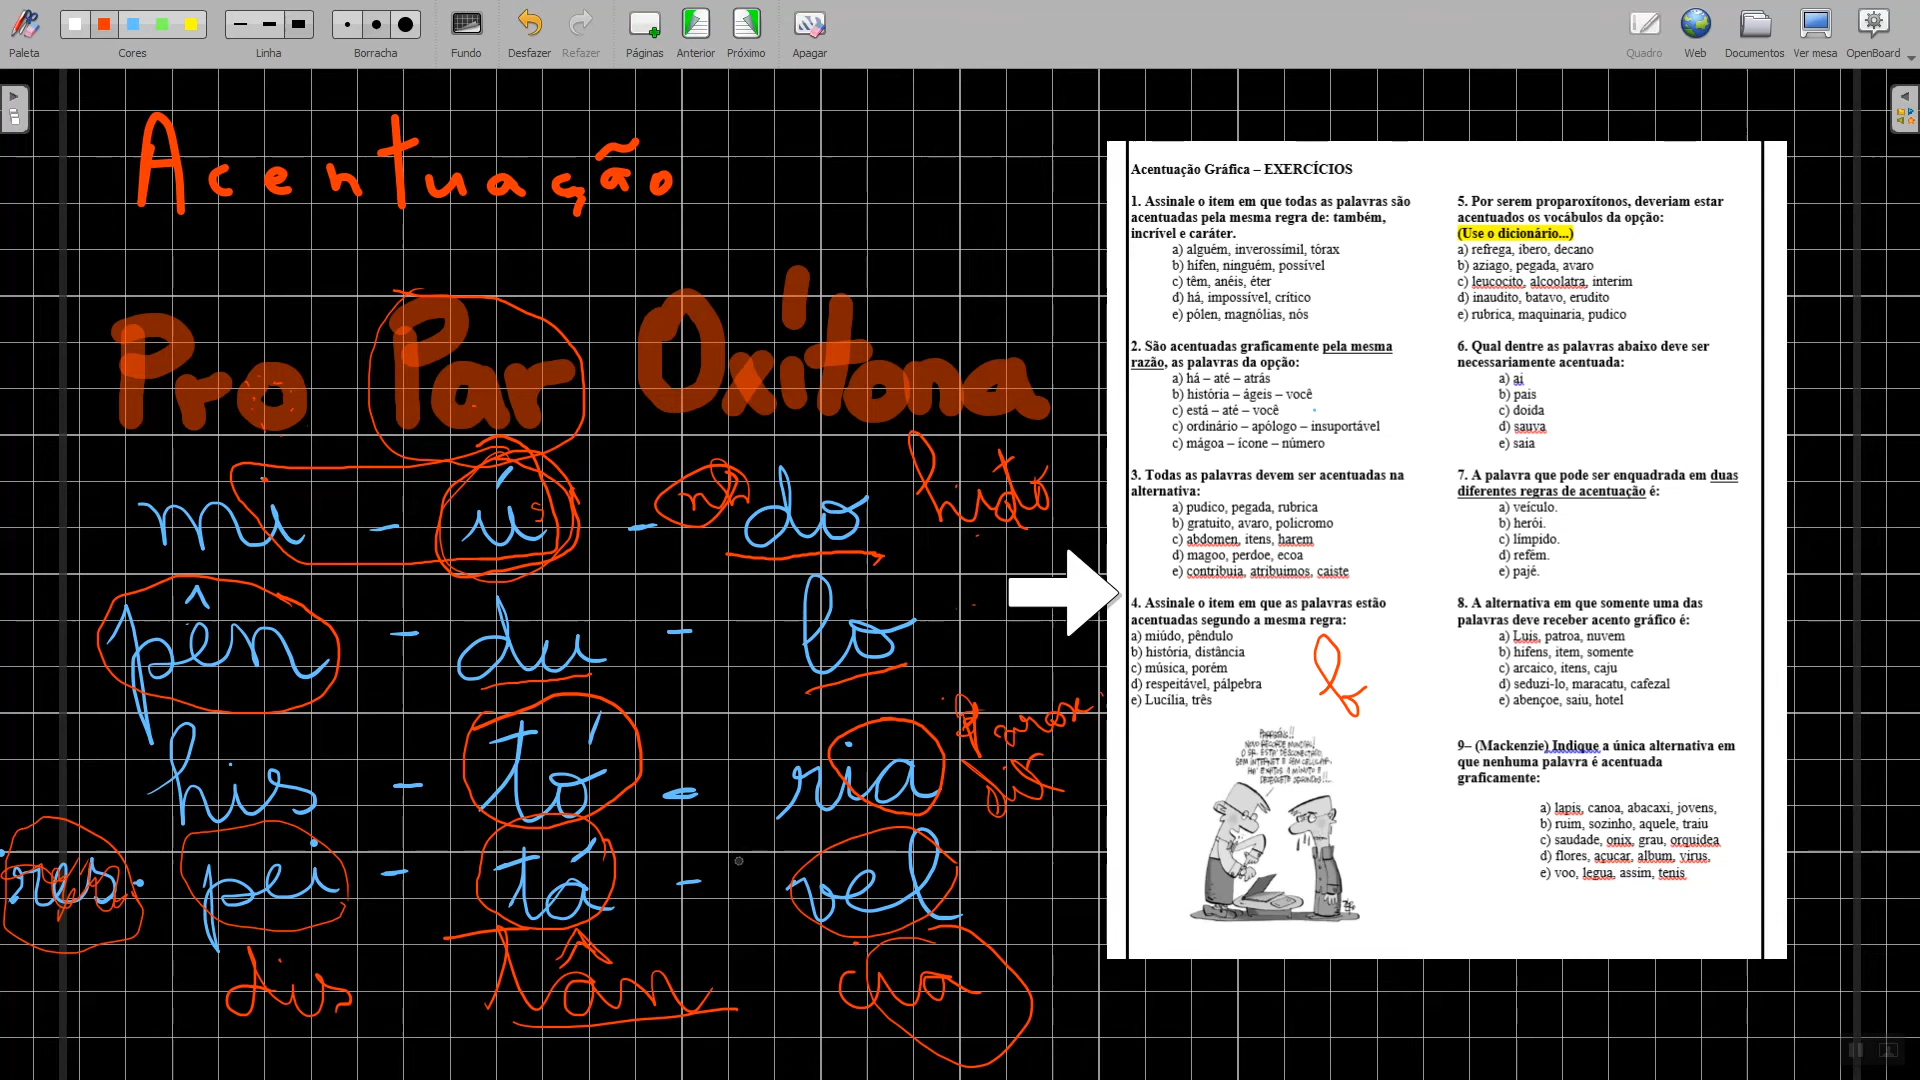 Paleta
Cores
Linha
Borracha
Fundo
Desfazer
Refazer
Páginas
Anterior
Próximo
Apagar
Quadro
Web
Documentos
Ver mesa
OpenBoard
Acentuação
Pro Par Oxítona
mi - ús - nh do hiato
pên - du - lo
his - tó - ria
res pei - tá - vel
dis tân cia
Acentuação Gráfica – EXERCÍCIOS
1. Assinale o item em que todas as palavras são
acentuadas pela mesma regra de: também,
incrível e caráter.
a) alguém, inverossímil, tórax
b) hífen, ninguém, possível
c) têm, anéis, éter
d) há, impossível, crítico
e) pólen, magnólias, nós
2. São acentuadas graficamente pela mesma
razão, as palavras da opção:
a) há – até – atrás
b) história – ágeis – você
c) está – até – você
c) ordinário – apólogo – insuportável
c) mágoa – ícone – número
3. Todas as palavras devem ser acentuadas na
alternativa:
a) pudico, pegada, rubrica
b) gratuito, avaro, policromo
c) abdomen, itens, harem
d) magoo, perdoe, ecoa
e) contribuia, atribuimos, caiste
4. Assinale o item em que as palavras estão
acentuadas segundo a mesma regra:
a) miúdo, pêndulo
b) história, distância
c) música, porém
d) respeitável, pálpebra
e) Lucília, três
b
5. Por serem proparoxítonos, deveriam estar
acentuados os vocábulos da opção:
(Use o dicionário...)
a) refrega, ibero, decano
b) aziago, pegada, avaro
c) leucocito, alcoolatra, interim
d) inaudito, batavo, erudito
e) rubrica, maquinaria, pudico
6. Qual dentre as palavras abaixo deve ser
necessariamente acentuada:
a) ai
b) pais
c) doida
d) sauva
e) saia
7. A palavra que pode ser enquadrada em duas
diferentes regras de acentuação é:
a) veículo.
b) herói.
c) límpido.
d) refém.
e) pajé.
8. A alternativa em que somente uma das
palavras deve receber acento gráfico é:
a) Luis, patroa, nuvem
b) hifens, item, somente
c) arcaico, itens, caju
d) seduzi-lo, maracatu, cafezal
e) abençoe, saiu, hotel
9– (Mackenzie) Indique a única alternativa em
que nenhuma palavra é acentuada
graficamente:
a) lapis, canoa, abacaxi, jovens,
b) ruim, sozinho, aquele, traiu
c) saudade, onix, grau, orquidea
d) flores, açucar, album, virus,
e) voo, legua, assim, tenis